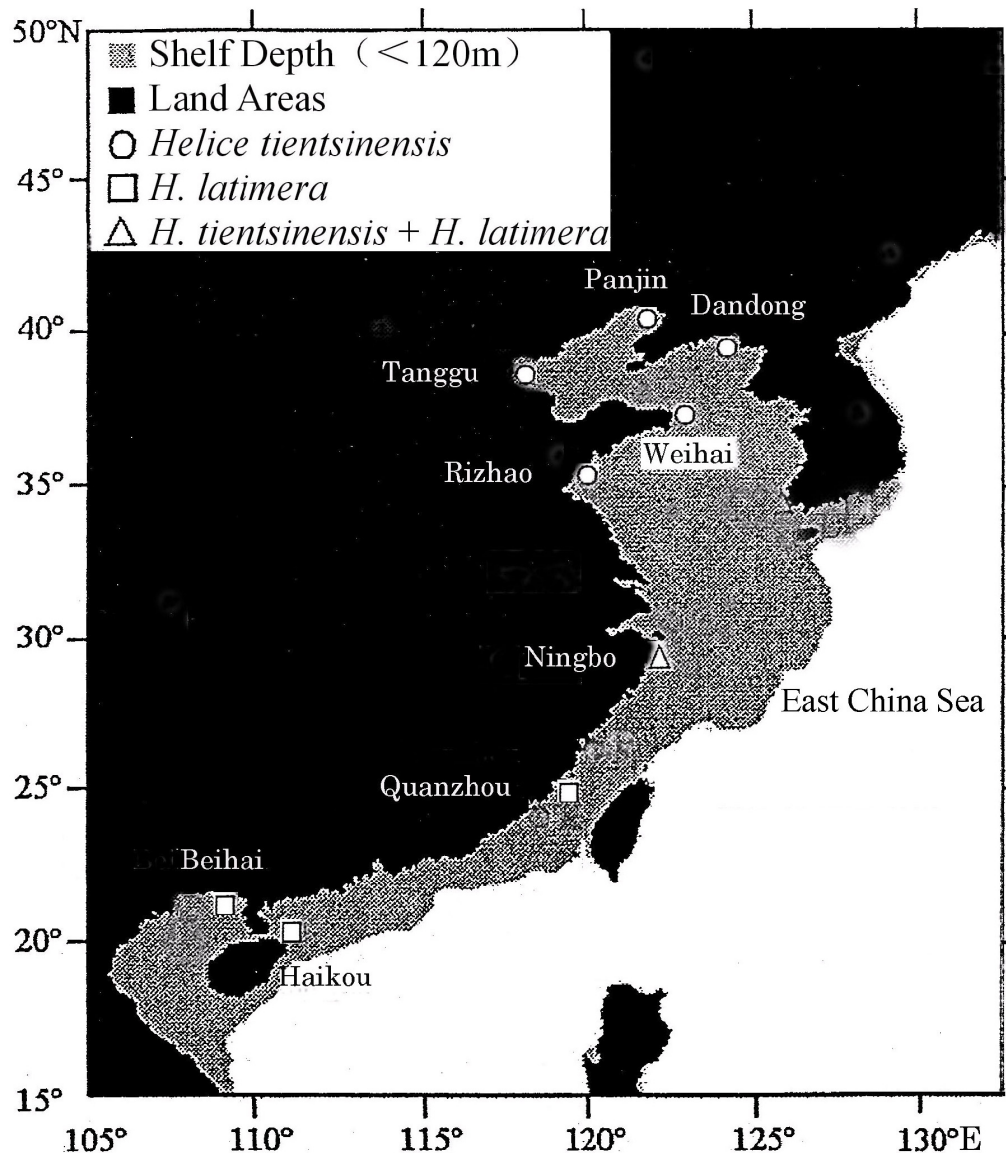 50°N
Shelf Depth（<120m）
Land Areas
Helice tientsinensis
H. latimera
H. tientsinensis + H. latimera
45°
Panjin
Dandong
40°
Tanggu
Weihai
Rizhao
35°
30°
Ningbo
East China Sea
25°
Quanzhou
Beihai
20°
Haikou
15°
105° 110° 115° 120° 125° 130°E